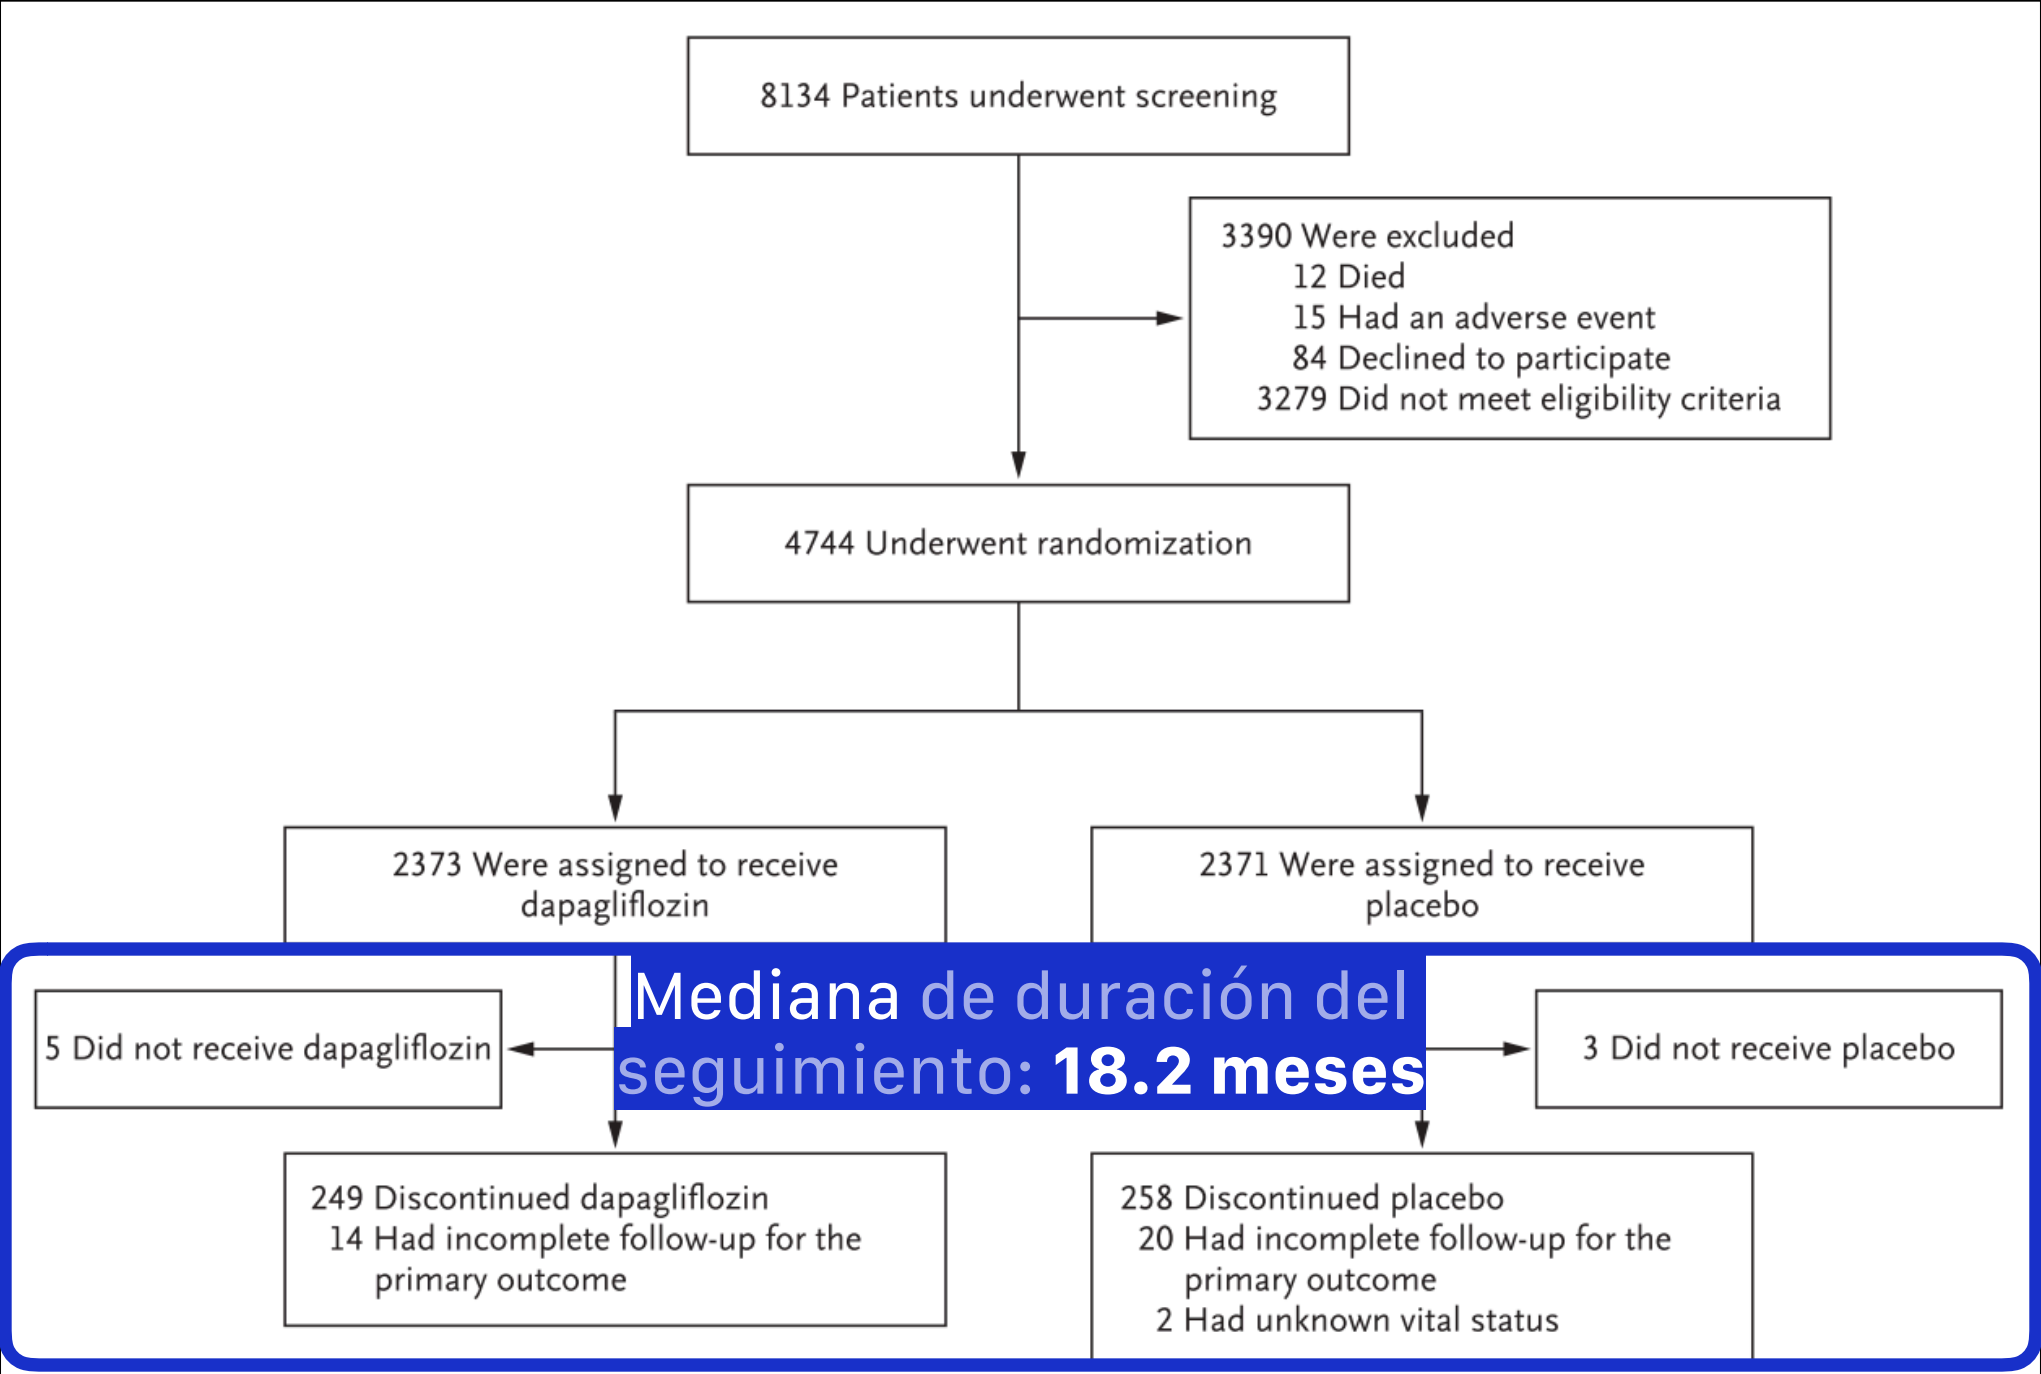 8134 Patients underwent screening
3390 Were excluded
12 Died
15 Had an adverse event
84 Declined to participate
3279 Did not meet eligibility criteria
4744 Underwent randomization
2373 Were assigned to receive
dapagliflozin
2371 Were assigned to receive
placebo
Mediana de duración del
seguimiento: 18.2 meses
5 Did not receive dapagliflozin
3 Did not receive placebo
249 Discontinued dapagliflozin
14 Had incomplete follow-up for the
primary outcome
258 Discontinued placebo
20 Had incomplete follow-up for the
primary outcome
2 Had unknown vital status